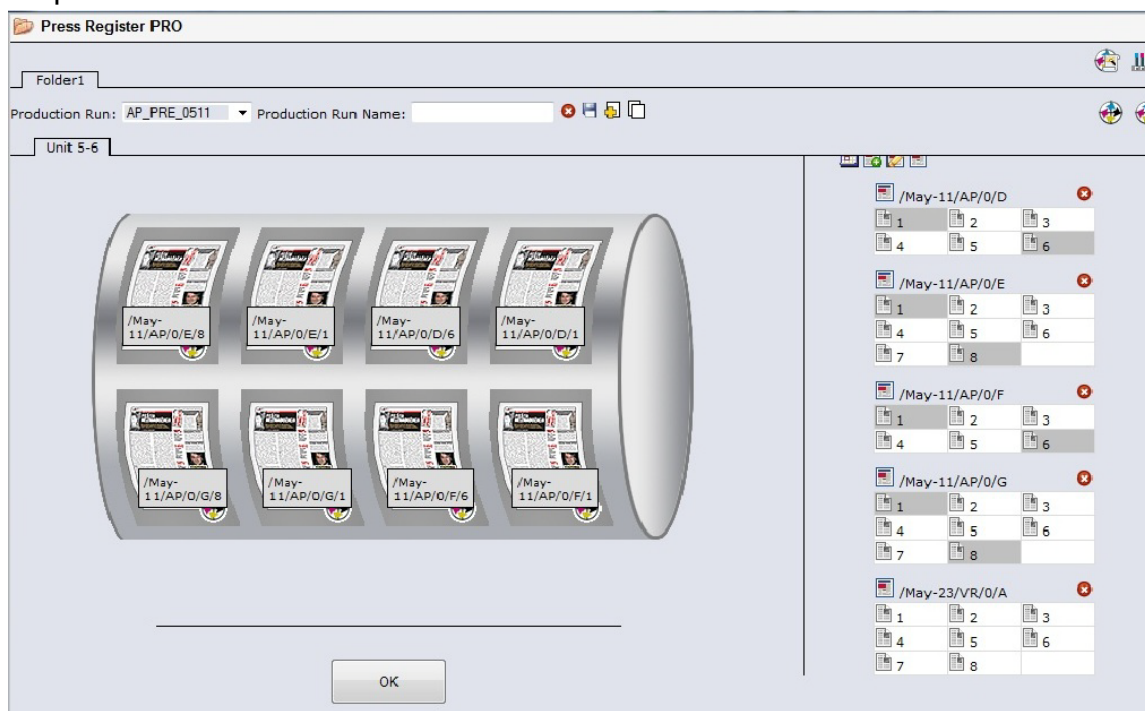 Press Register PRO
Folder1
Production Run: AP_PRE_0511 Production Run Name:
Unit 5-6
/May-11/AP/0/D
1 2 3
4 5 6
/May-11/AP/0/E
1 2 3
4 5 6
7 8
/May-11/AP/0/F
1 2 3
4 5 6
/May-11/AP/0/G
1 2 3
4 5 6
7 8
/May-23/VR/0/A
1 2 3
4 5 6
7 8
/May-
11/AP/0/E/8
/May-
11/AP/0/E/1
/May-
11/AP/0/D/6
/May-
11/AP/0/D/1
/May-
11/AP/0/G/8
/May-
11/AP/0/G/1
/May-
11/AP/0/F/6
/May-
11/AP/0/F/1
OK